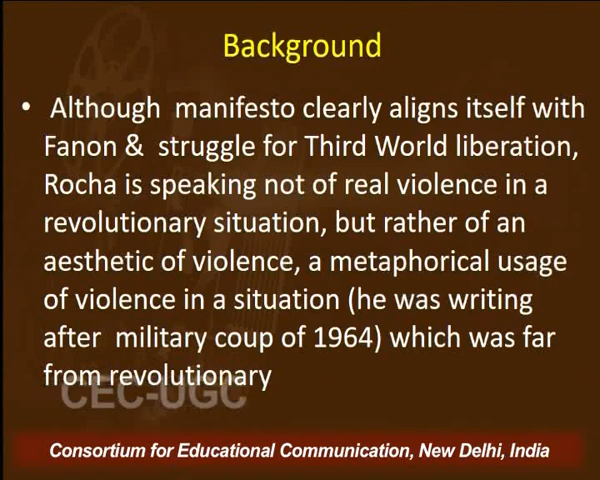 Background
• Although manifesto clearly aligns itself with
Fanon & struggle for Third World liberation,
Rocha is speaking not of real violence in a
revolutionary situation, but rather of an
aesthetic of violence, a metaphorical usage
of violence in a situation (he was writing
after military coup of 1964) which was far
from revolutionary
CEC-UGC
Consortium for Educational Communication, New Delhi, India